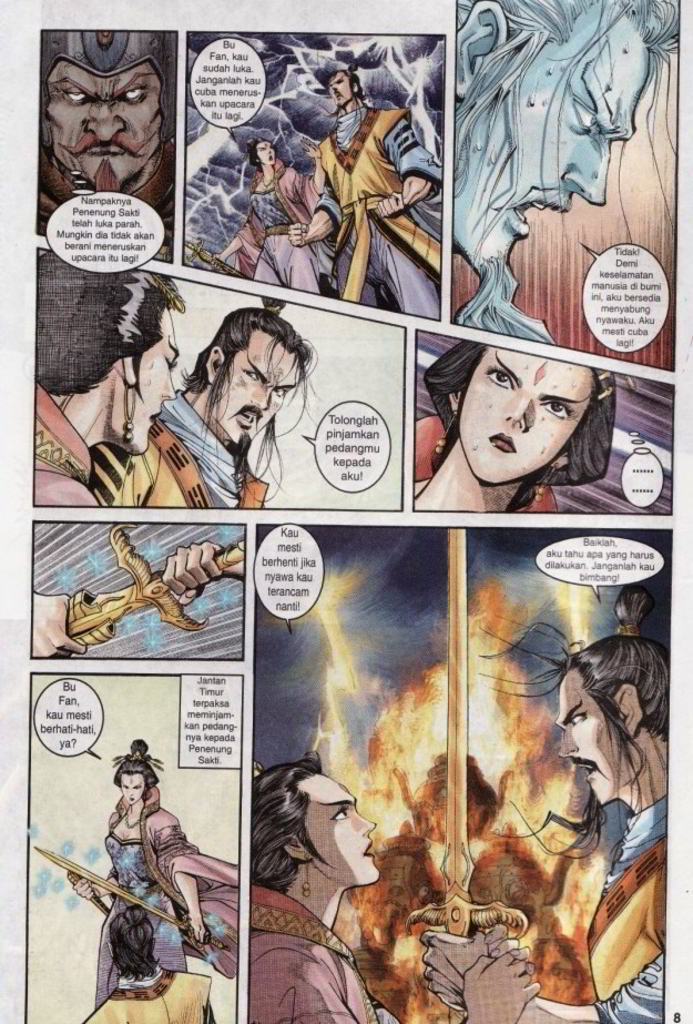 Nampaknya
Penenung Sakti
telah luka parah.
Mungkin dia tidak akan
berani meneruskan
upacara itu lagi!
Bu
Fan, kau
sudah luka.
Janganlah kau
cuba menerus-
kan upacara
itu lagi.
Tidak!
Demi
keselamatan
manusia di bumi
ini, aku bersedia
menyabung
nyawaku. Aku
mesti cuba
lagi!
Tolonglah
pinjamkan
pedangmu
kepada
aku!
......
......
Kau
mesti
berhenti jika
nyawa kau
terancam
nanti!
Baiklah,
aku tahu apa yang harus
dilakukan. Janganlah kau
bimbang!
Bu
Fan,
kau mesti
berhati-hati,
ya?
Jantan
Timur
terpaksa
meminjam-
kan pedang-
nya kepada
Penenung
Sakti.
8